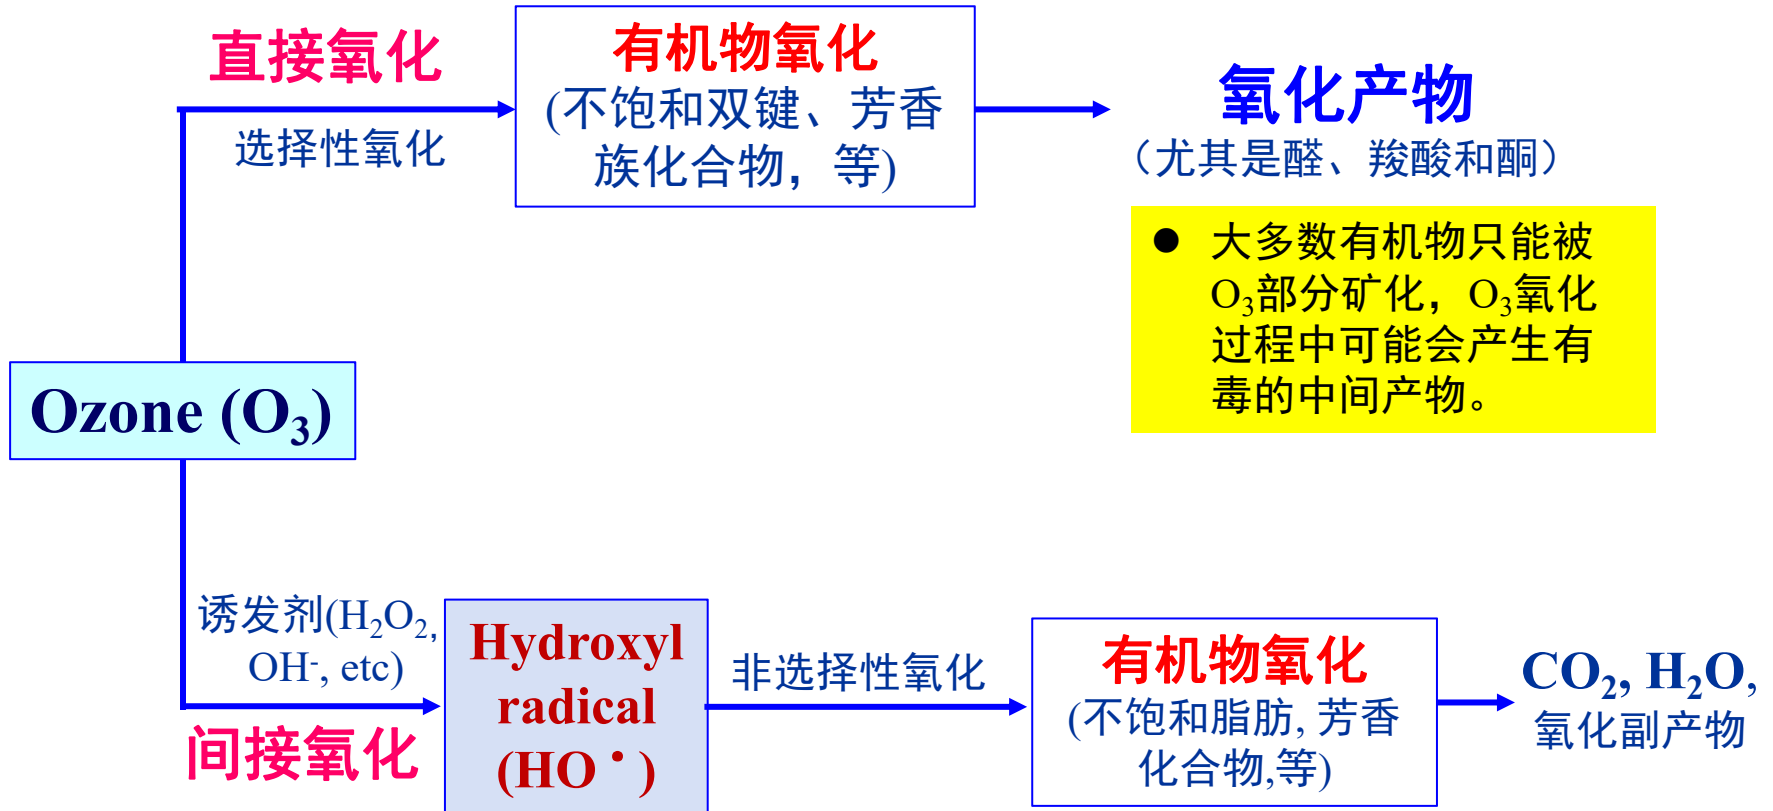 直接氧化
选择性氧化
有机物氧化
(不饱和双键、芳香
族化合物，等)
氧化产物
（尤其是醛、羧酸和酮）
● 大多数有机物只能被
O₃部分矿化，O₃氧化
过程中可能会产生有
毒的中间产物。
Ozone (O₃)
诱发剂(H₂O₂,
OH⁻, etc)
间接氧化
Hydroxyl
radical
(HO•)
非选择性氧化
有机物氧化
(不饱和脂肪, 芳香
化合物,等)
CO₂, H₂O,
氧化副产物